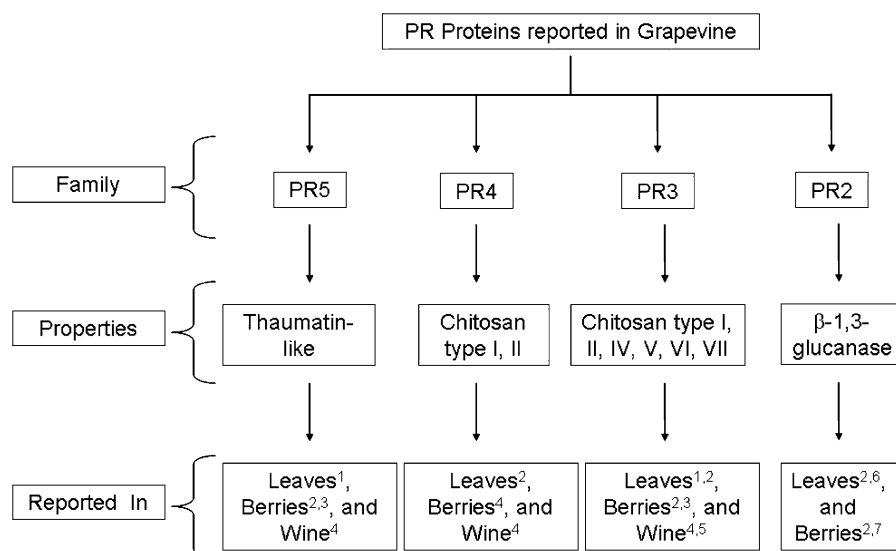 PR Proteins reported in Grapevine
Family
PR5
PR4
PR3
PR2
Properties
Thaumatin-
like
Chitosan
type I, II
Chitosan type I,
II, IV, V, VI, VII
β-1,3-
glucanase
Reported In
Leaves¹,
Berries²,³, and
Wine⁴
Leaves²,
Berries⁴, and
Wine⁴
Leaves¹,²,
Berries²,³, and
Wine⁴,⁵
Leaves²,⁶,
and
Berries²,⁷